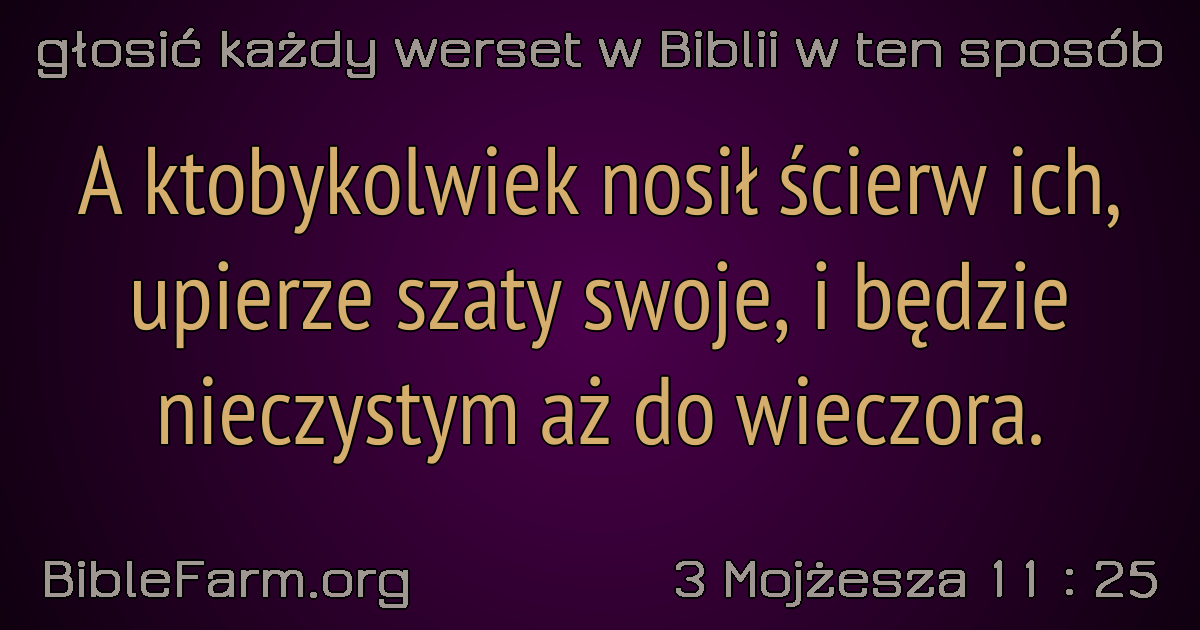 głosić każdy werset w Biblii w ten sposób
A ktobykolwiek nosił ścierw ich,
upierze szaty swoje, i będzie
nieczystym aż do wieczora.
BibleFarm.org
3 Mojżesza 11 : 25